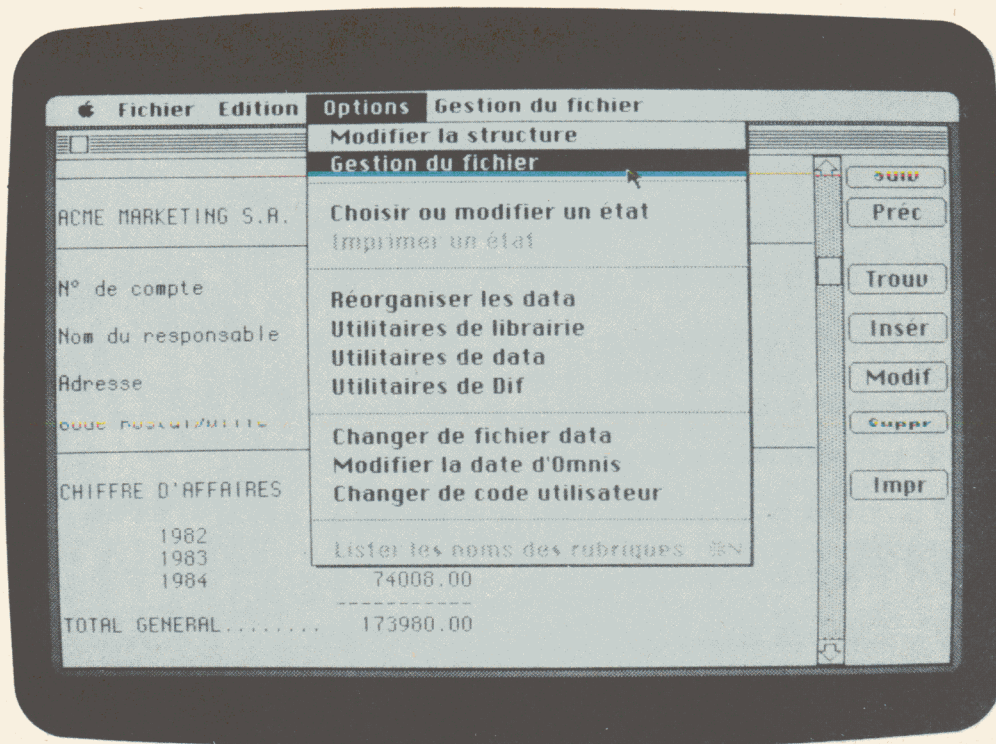 Fichier Edition Options Gestion du fichier
Modifier la structure
Gestion du fichier
Choisir ou modifier un état
Imprimer un état
Réorganiser les data
Utilitaires de librairie
Utilitaires de data
Utilitaires de Dif
Changer de fichier data
Modifier la date d'Omnis
Changer de code utilisateur
Lister les noms des rubriques ⌘N
ACME MARKETING S.A.
N° de compte
Nom du responsable
Adresse
CHIFFRE D'AFFAIRES
1982
1983
1984 74008.00
TOTAL GENERAL........ 173980.00
Suiv
Préc
Trouv
Insér
Modif
Suppr
Impr